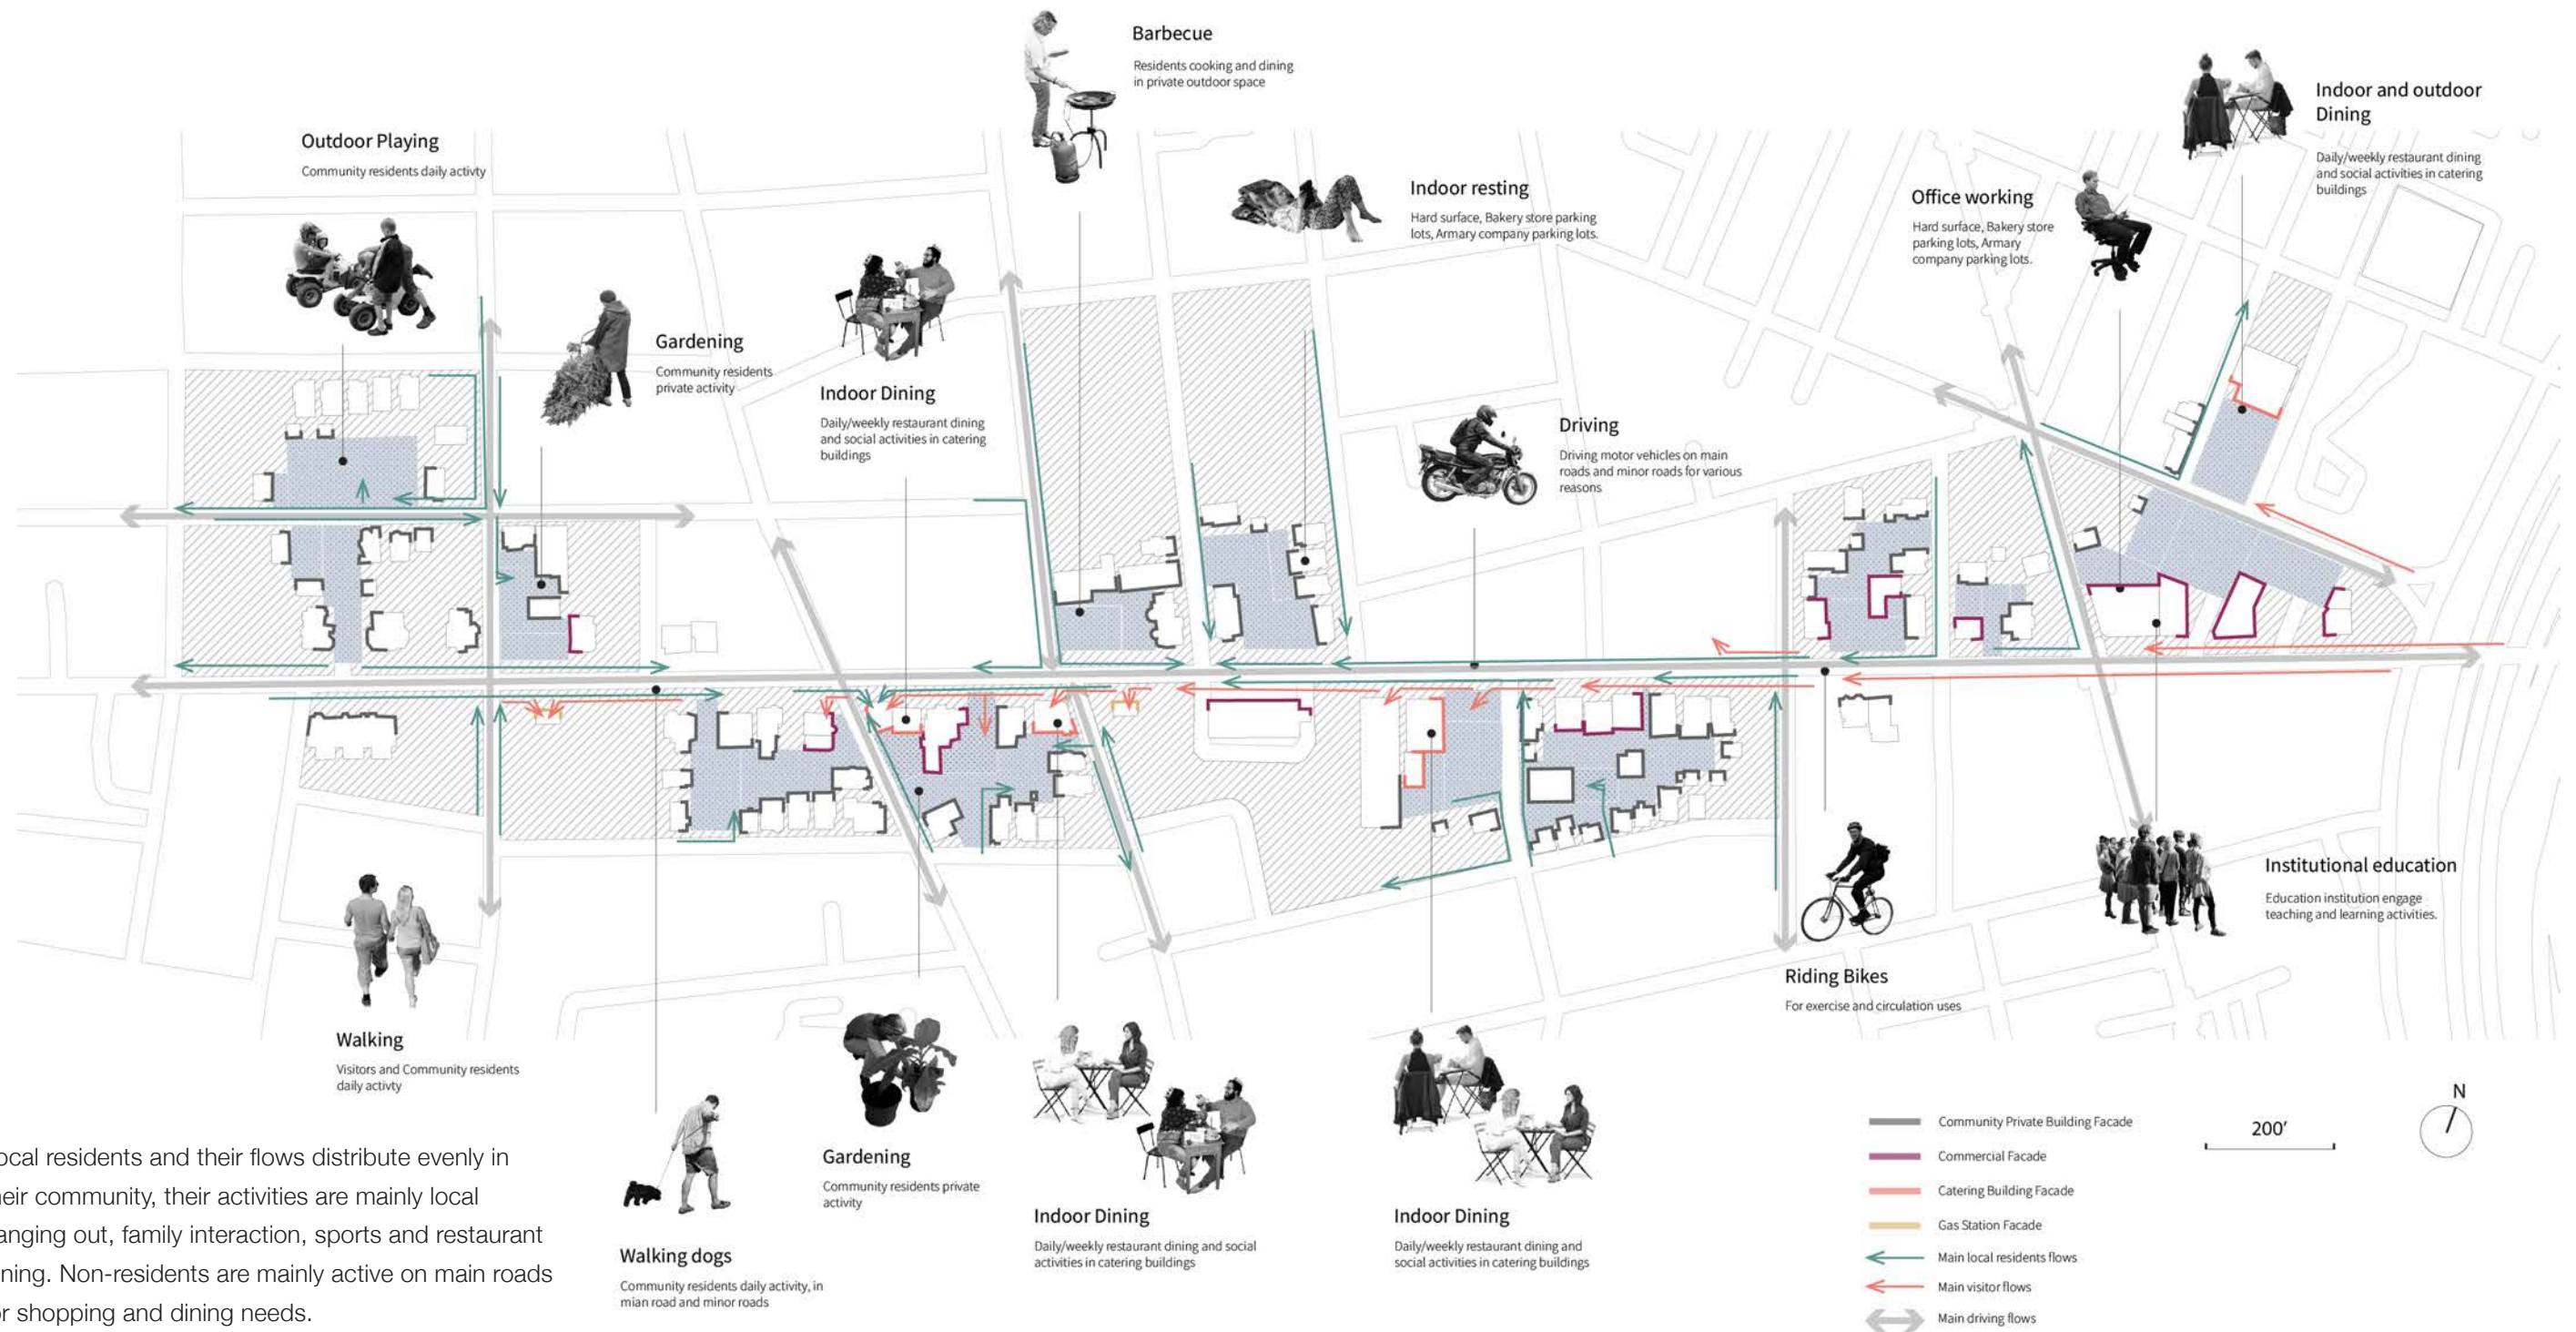 Barbecue
Residents cooking and dining
in private outdoor space
Indoor and outdoor
Dining
Daily/weekly restaurant dining
and social activities in catering
buildings
Outdoor Playing
Community residents daily activty
Indoor resting
Hard surface, Bakery store parking
lots, Armary company parking lots.
Office working
Hard surface, Bakery store
parking lots, Armary
company parking lots.
Gardening
Community residents
private activity
Indoor Dining
Daily/weekly restaurant dining
and social activities in catering
buildings
Driving
Driving motor vehicles on main
roads and minor roads for various
reasons
Institutional education
Education institution engage
teaching and learning activities.
Riding Bikes
For exercise and circulation uses
Walking
Visitors and Community residents
daily activty
Gardening
Community residents private
activity
Indoor Dining
Daily/weekly restaurant dining and social
activities in catering buildings
Indoor Dining
Daily/weekly restaurant dining and
social activities in catering buildings
Walking dogs
Community residents daily activity, in
mian road and minor roads
ocal residents and their flows distribute evenly in
heir community, their activities are mainly local
anging out, family interaction, sports and restaurant
ning. Non-residents are mainly active on main roads
or shopping and dining needs.
Community Private Building Facade
Commercial Facade
Catering Building Facade
Gas Station Facade
Main local residents flows
Main visitor flows
Main driving flows
200'
N